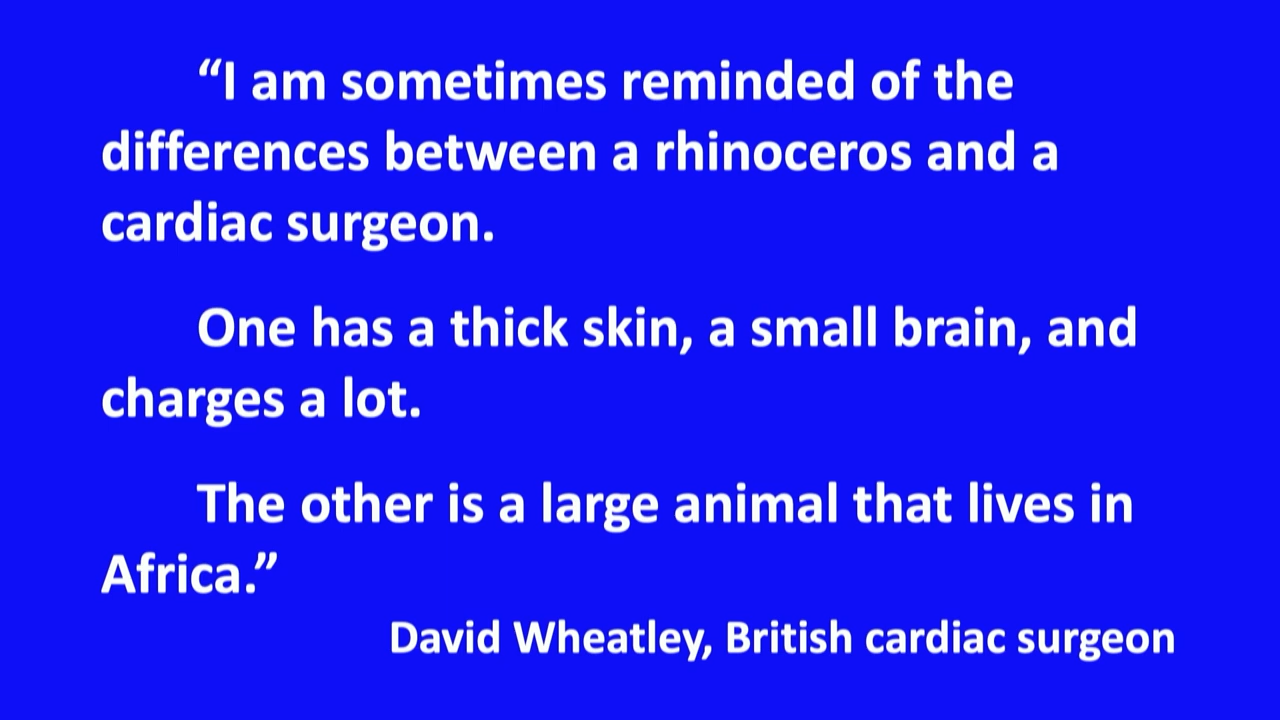 “I am sometimes reminded of the
differences between a rhinoceros and a
cardiac surgeon.
One has a thick skin, a small brain, and
charges a lot.
The other is a large animal that lives in
Africa.”
David Wheatley, British cardiac surgeon